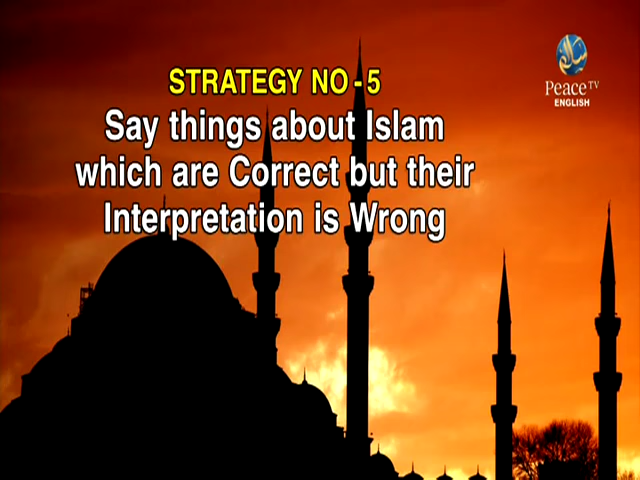 STRATEGY NO - 5
Say things about Islam
which are Correct but their
Interpretation is Wrong
Peace TV
ENGLISH